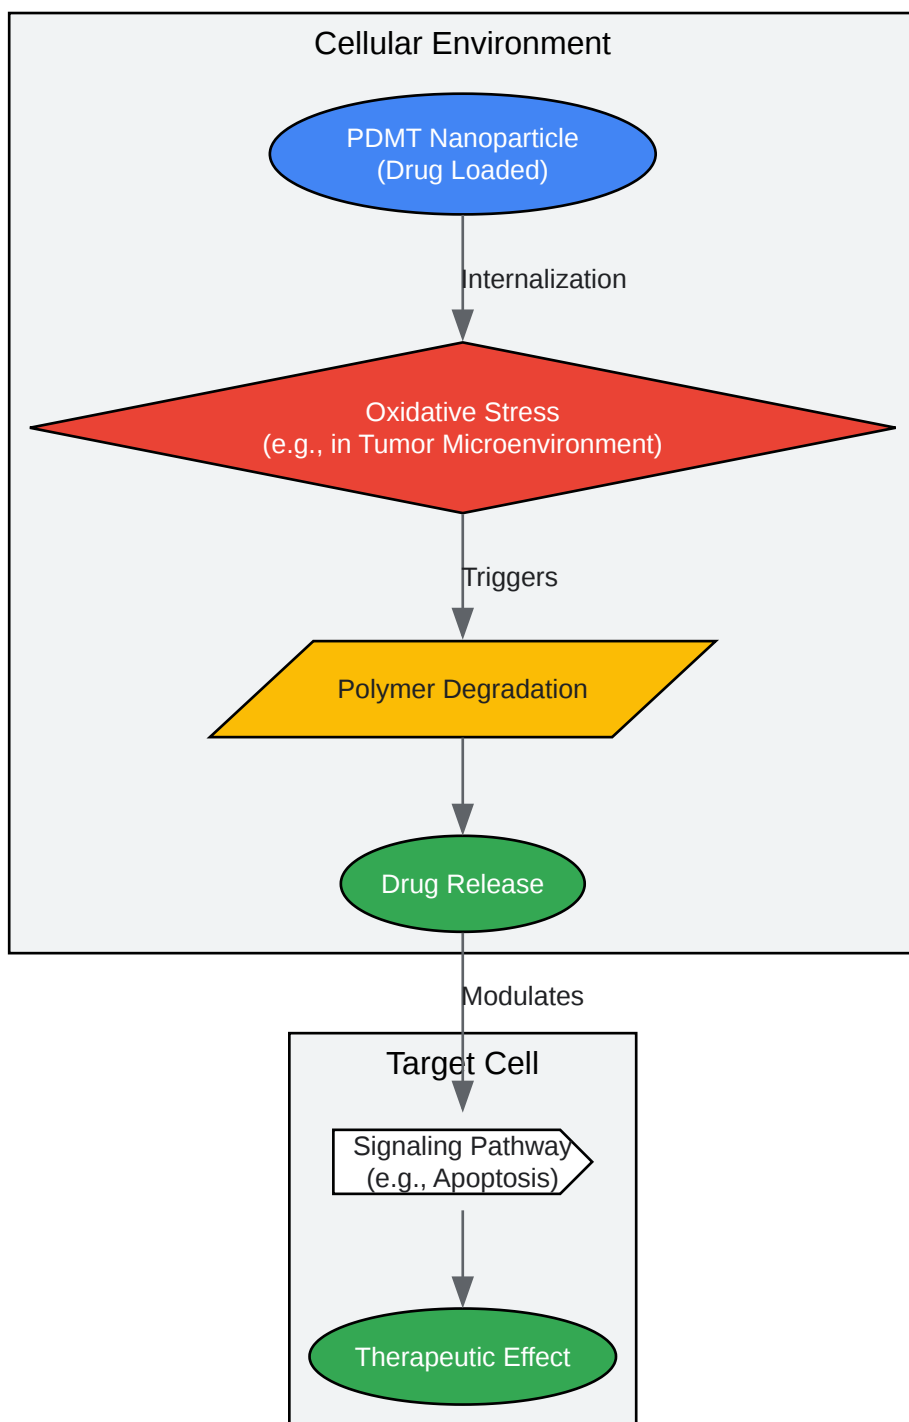 Cellular Environment
PDMT Nanoparticle
(Drug Loaded)
Internalization
Oxidative Stress
(e.g., in Tumor Microenvironment)
Triggers
Polymer Degradation
Drug Release
Modulates
Target Cell
Signaling Pathway
(e.g., Apoptosis)
Therapeutic Effect